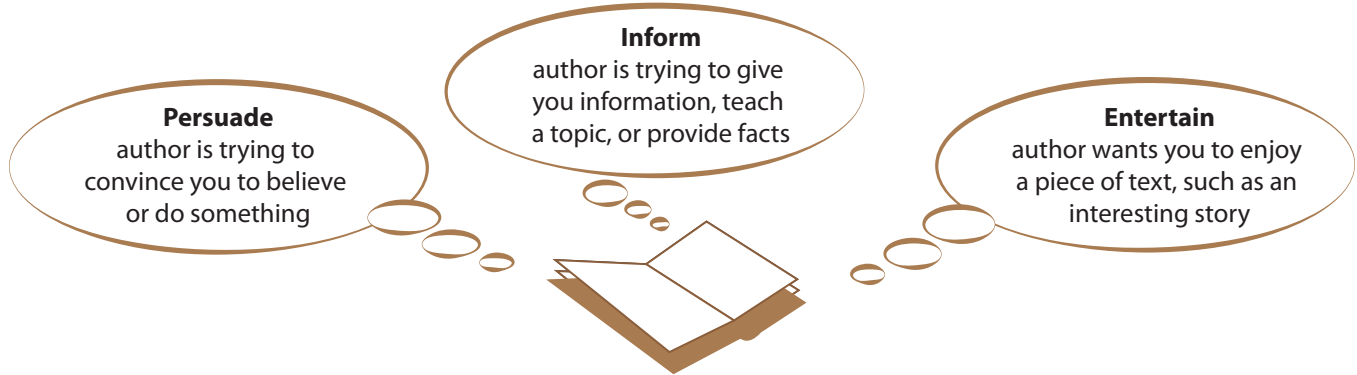 Persuade
author is trying to
convince you to believe
or do something
Inform
author is trying to give
you information, teach
a topic, or provide facts
Entertain
author wants you to enjoy
a piece of text, such as an
interesting story